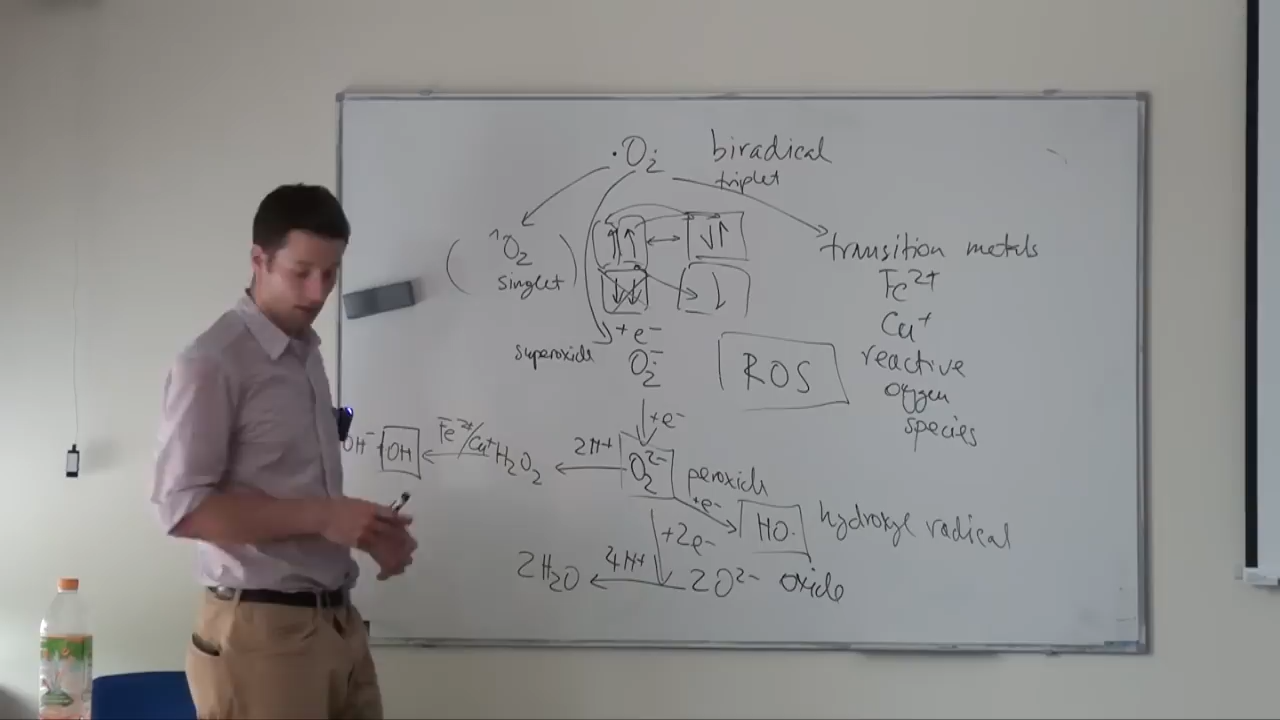 ·O₂· biradical
triplet
¹O₂
singlet
transition metals
Fe²⁺
Cu⁺
+e⁻
superoxide
O₂⁻
ROS
reactive
oxygen
species
+e⁻
OH⁻ ·OH Fe²⁺/Cu⁺ H₂O₂ 2H⁺ O₂²⁻ peroxide
+e⁻
HO· hydroxyl radical
+2e⁻
2H₂O 4H⁺ 2O²⁻ oxide